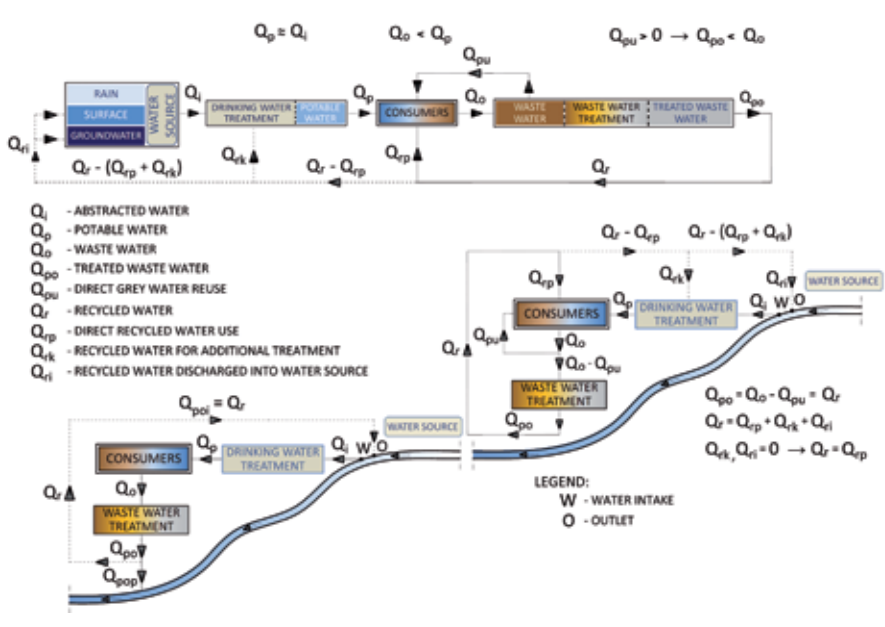 Qp ≅ Qi
Qo < Qp
Qpu > 0 → Qpo < Qo
Qpu
RAIN
SURFACE
GROUNDWATER
WATER SOURCE
Qi
DRINKING WATER TREATMENT
POTABLE WATER
Qp
CONSUMERS
Qo
WASTE WATER
WASTE WATER TREATMENT
TREATED WASTE WATER
Qpo
Qri
Qr - (Qrp + Qrk)
Qrk
Qr - Qrp
Qrp
Qr
Qi - ABSTRACTED WATER
Qp - POTABLE WATER
Qo - WASTE WATER
Qpo - TREATED WASTE WATER
Qpu - DIRECT GREY WATER REUSE
Qr - RECYCLED WATER
Qrp - DIRECT RECYCLED WATER USE
Qrk - RECYCLED WATER FOR ADDITIONAL TREATMENT
Qri - RECYCLED WATER DISCHARGED INTO WATER SOURCE
Qr - Qrp
Qr - (Qrp + Qrk)
Qrp
Qrk
Qri
WATER SOURCE
CONSUMERS
Qp
DRINKING WATER TREATMENT
Qi
W
O
Qr
Qpu
Qo
Qo - Qpu
WASTE WATER TREATMENT
Qpo
Qpo = Qo - Qpu = Qr
Qr = Qrp + Qrk + Qri
Qrk, Qri = 0 → Qr = Qrp
Qpoi = Qr
WATER SOURCE
CONSUMERS
Qp
DRINKING WATER TREATMENT
Qi
W
O
Qr
Qo
WASTE WATER TREATMENT
Qpo
Qpop
LEGEND:
W - WATER INTAKE
O - OUTLET